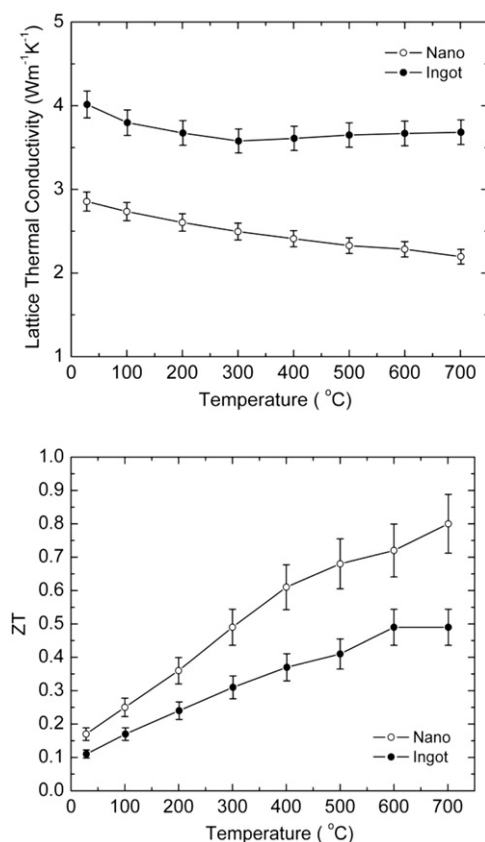 5
4
3
2
1
Lattice Thermal Conductivity (Wm⁻¹K⁻¹)
Nano
Ingot
0 100 200 300 400 500 600 700
Temperature ( °C)
1.0
0.9
0.8
0.7
0.6
0.5
0.4
0.3
0.2
0.1
0.0
ZT
Nano
Ingot
0 100 200 300 400 500 600 700
Temperature ( °C)